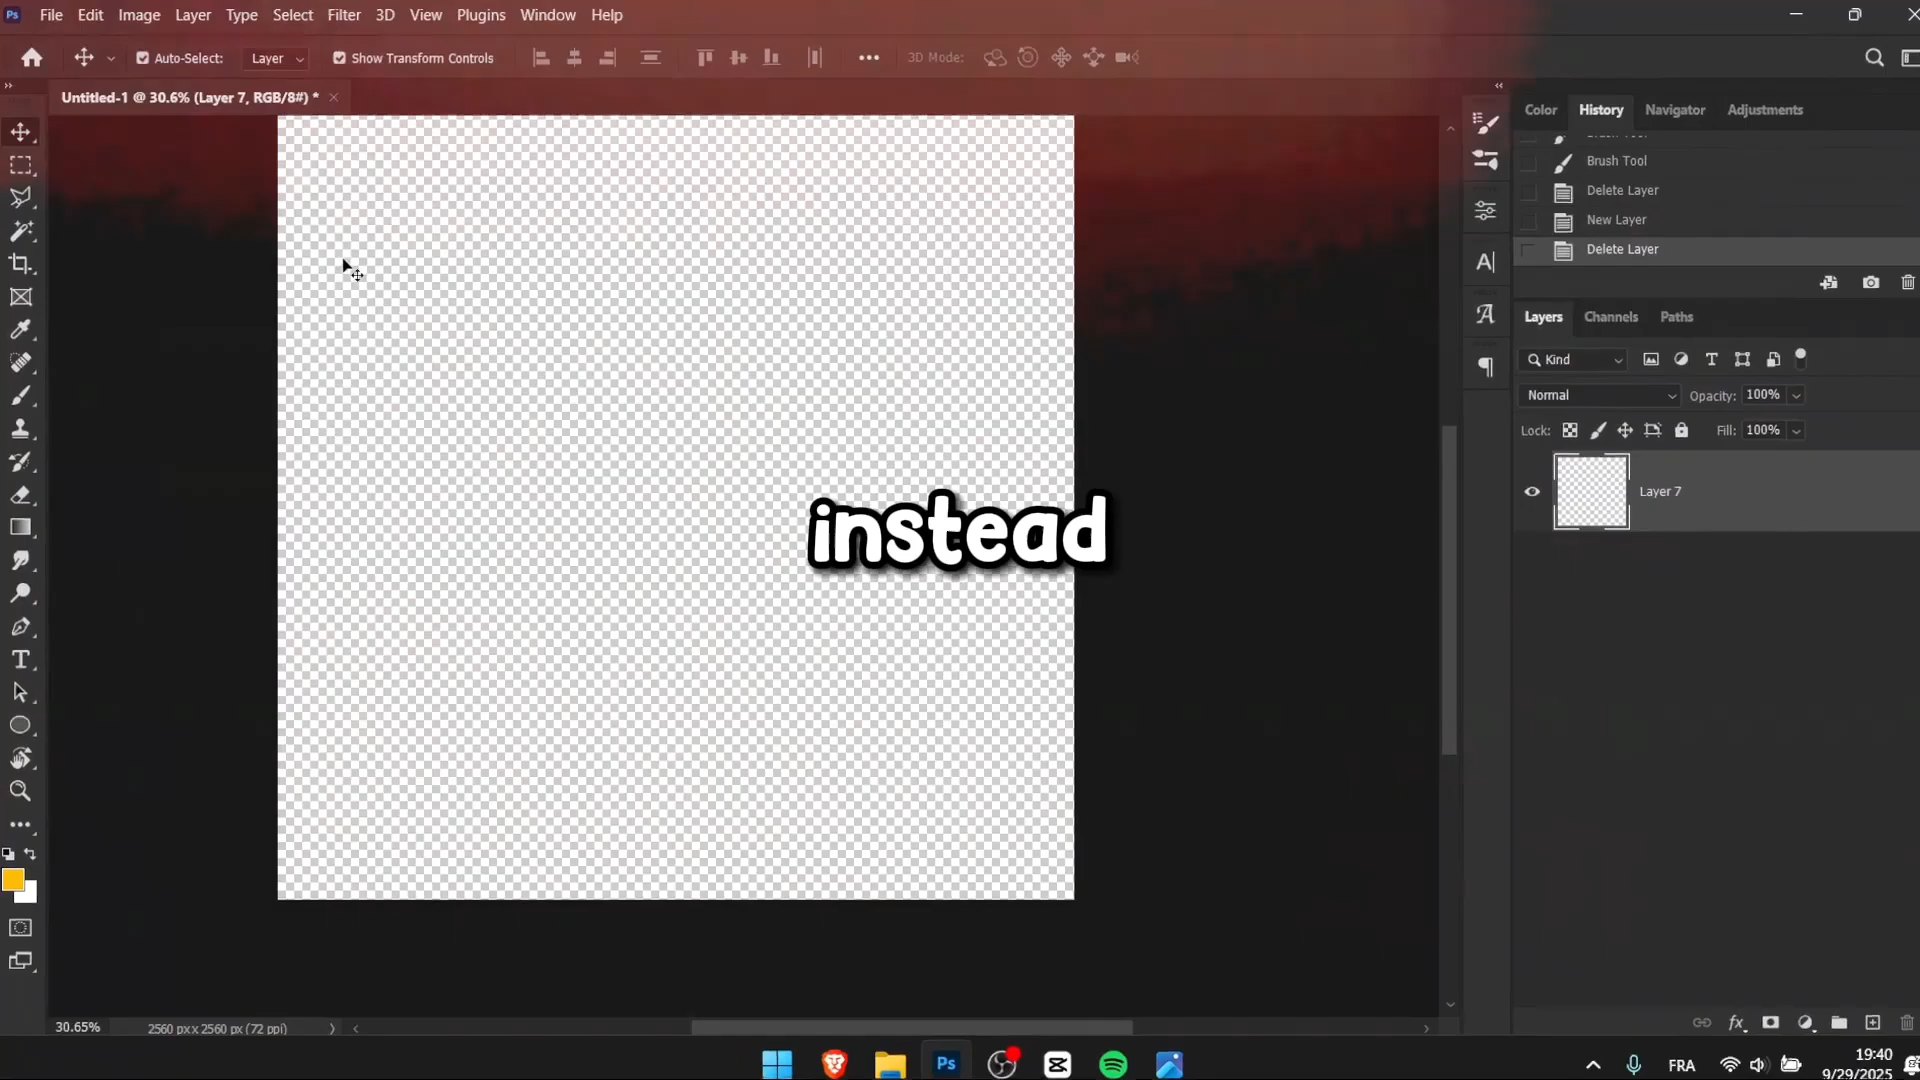 Ps File Edit Image Layer Type Select Filter 3D View Plugins Window Help
Auto-Select: Layer Show Transform Controls 3D Mode:
Untitled-1 @ 30.6% (Layer 7, RGB/8#) *
Color History Navigator Adjustments
Brush Tool
Brush Tool
Delete Layer
New Layer
Delete Layer
Layers Channels Paths
Kind
Normal Opacity: 100%
Lock: Fill: 100%
Layer 7
instead
30.65% 2560 px x 2560 px (72 ppi)
Ps
FRA
19:40
9/29/2025